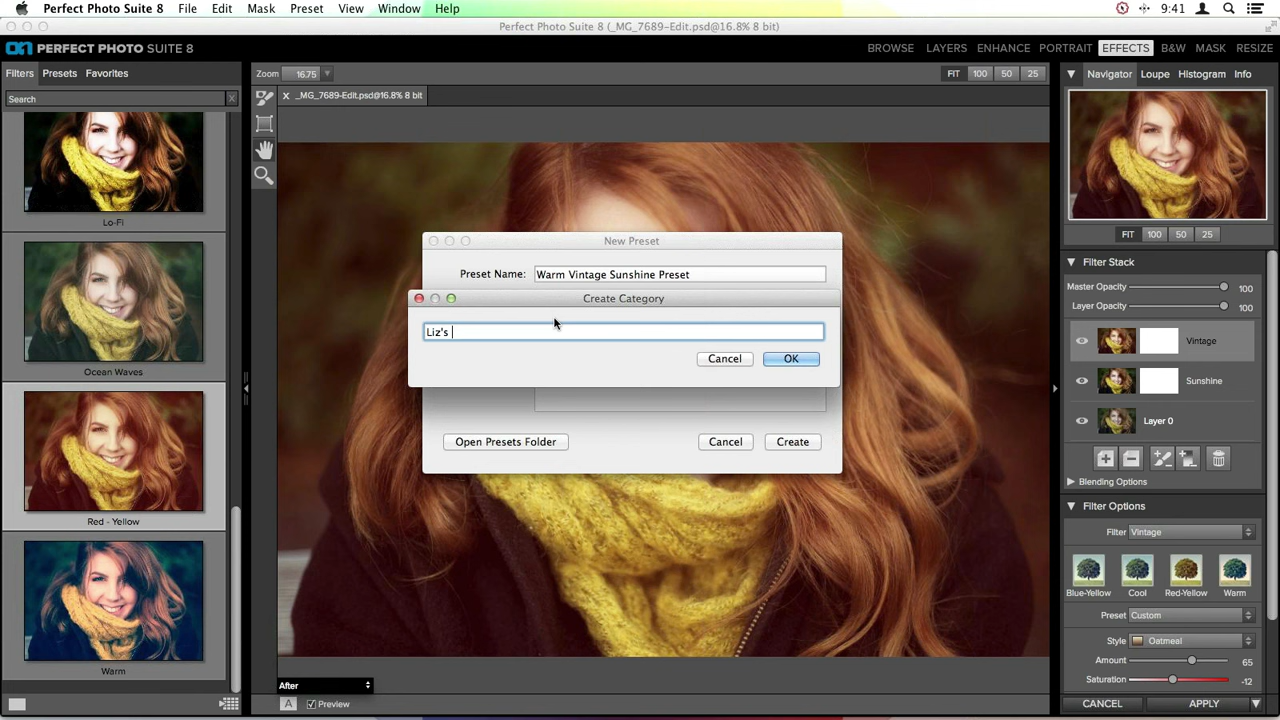 Perfect Photo Suite 8 File Edit Mask Preset View Window Help 9:41
Perfect Photo Suite 8 (_MG_7689-Edit.psd@16.8% 8 bit)
on PERFECT PHOTO SUITE 8 BROWSE LAYERS ENHANCE PORTRAIT EFFECTS B&W MASK RESIZE
Filters Presets Favorites
Search X
Lo-Fi
Ocean Waves
Red - Yellow
Warm
Zoom 16.75 FIT 100 50 25
X _MG_7689-Edit.psd@16.8% 8 bit
New Preset
Preset Name: Warm Vintage Sunshine Preset
Create Category
Liz's
Cancel OK
Open Presets Folder Cancel Create
After
A Preview
Navigator Loupe Histogram Info
FIT 100 50 25
Filter Stack
Master Opacity 100
Layer Opacity 100
Vintage
Sunshine
Layer 0
Blending Options
Filter Options
Filter Vintage
Blue-Yellow Cool Red-Yellow Warm
Preset Custom
Style Oatmeal
Amount 65
Saturation -12
CANCEL APPLY